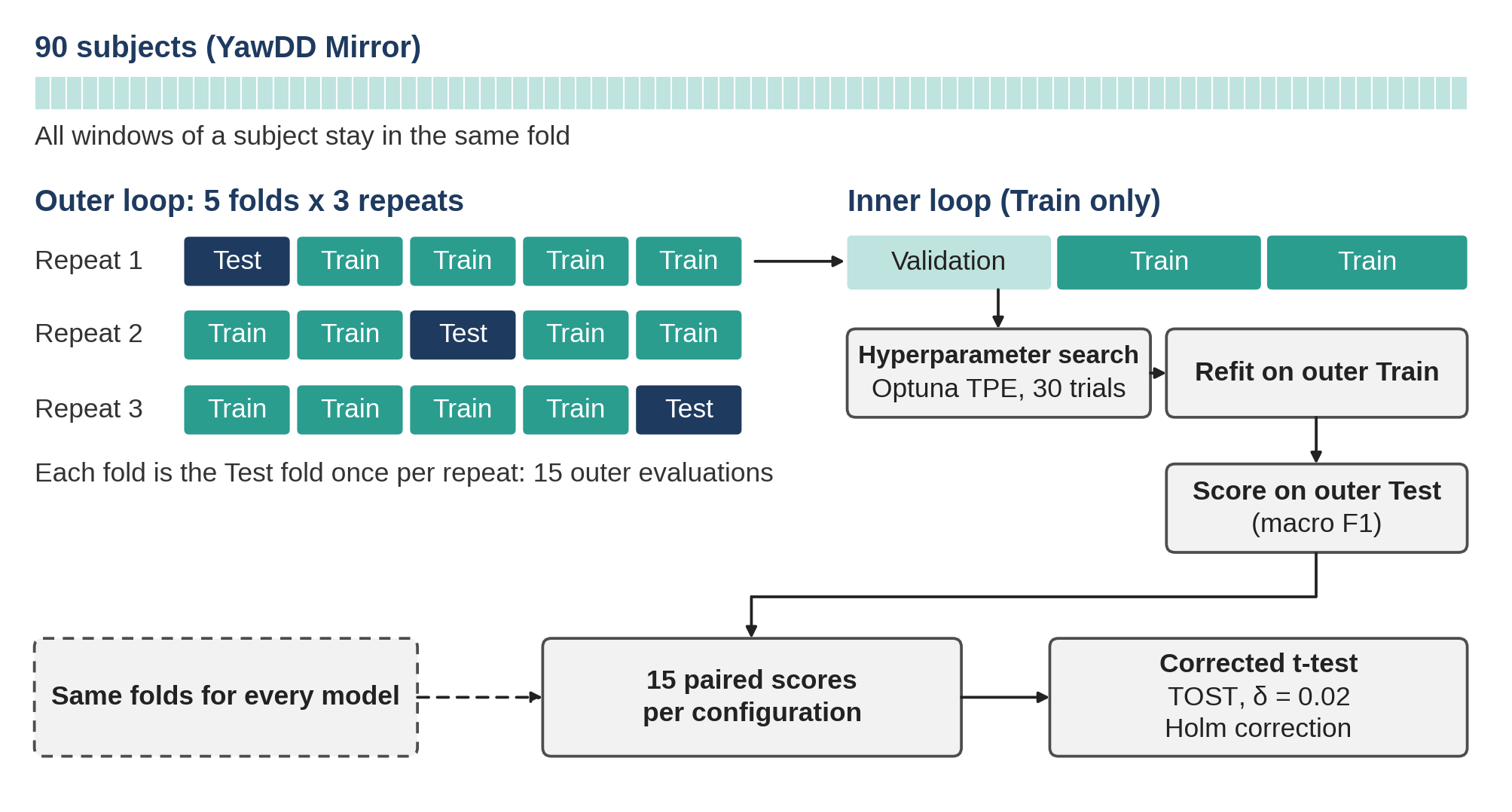 90 subjects (YawDD Mirror)
All windows of a subject stay in the same fold
Outer loop: 5 folds x 3 repeats
Repeat 1 Test Train Train Train Train
Repeat 2 Train Train Test Train Train
Repeat 3 Train Train Train Train Test
Each fold is the Test fold once per repeat: 15 outer evaluations
Inner loop (Train only)
Validation Train Train
Hyperparameter search
Optuna TPE, 30 trials
Refit on outer Train
Score on outer Test
(macro F1)
Same folds for every model
15 paired scores
per configuration
Corrected t-test
TOST, δ = 0.02
Holm correction